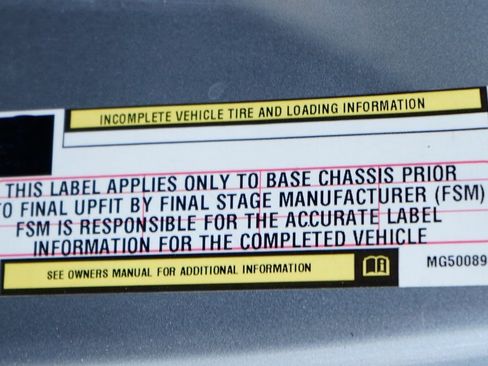 INCOMPLETE VEHICLE TIRE AND LOADING INFORMATION
THIS LABEL APPLIES ONLY TO BASE CHASSIS PRIOR
TO FINAL UPFIT BY FINAL STAGE MANUFACTURER (FSM)
FSM IS RESPONSIBLE FOR THE ACCURATE LABEL
INFORMATION FOR THE COMPLETED VEHICLE
SEE OWNERS MANUAL FOR ADDITIONAL INFORMATION
MG50089